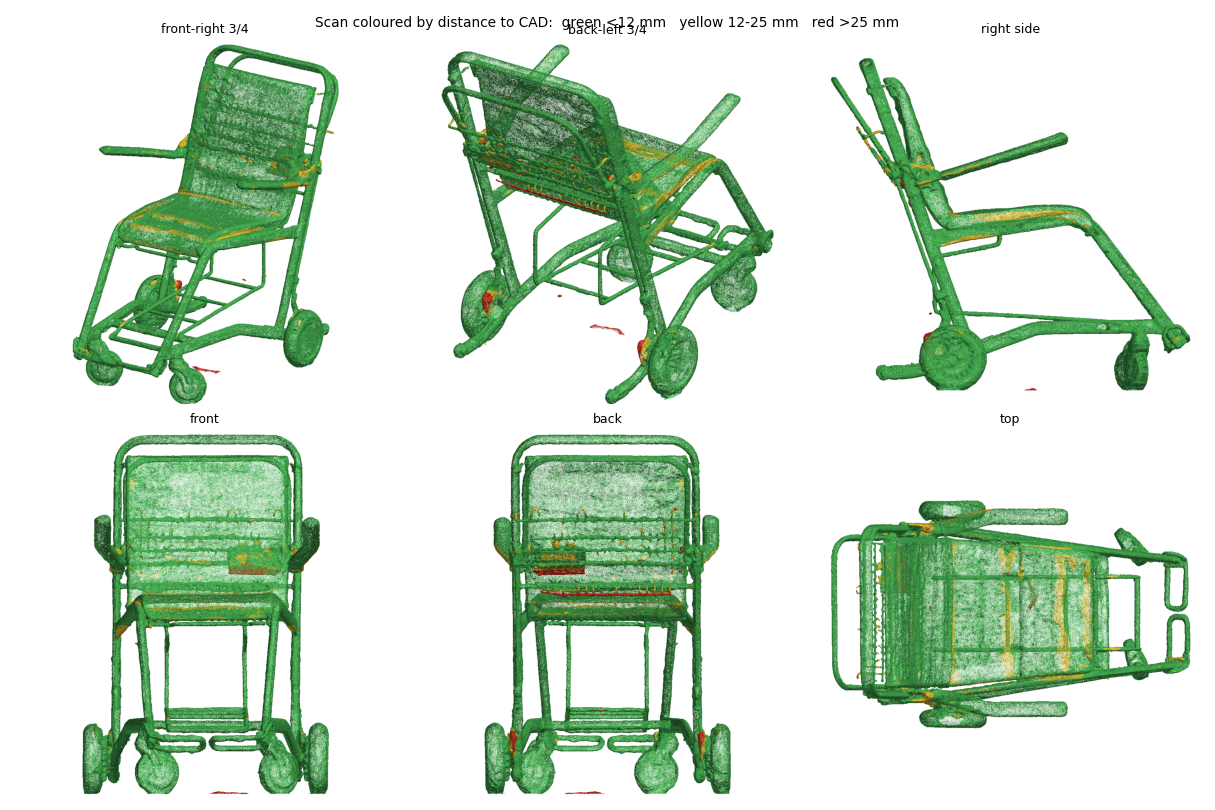 Scan coloured by distance to CAD: green <12 mm yellow 12-25 mm red >25 mm
front-right 3/4
back-left 3/4
right side
front
back
top